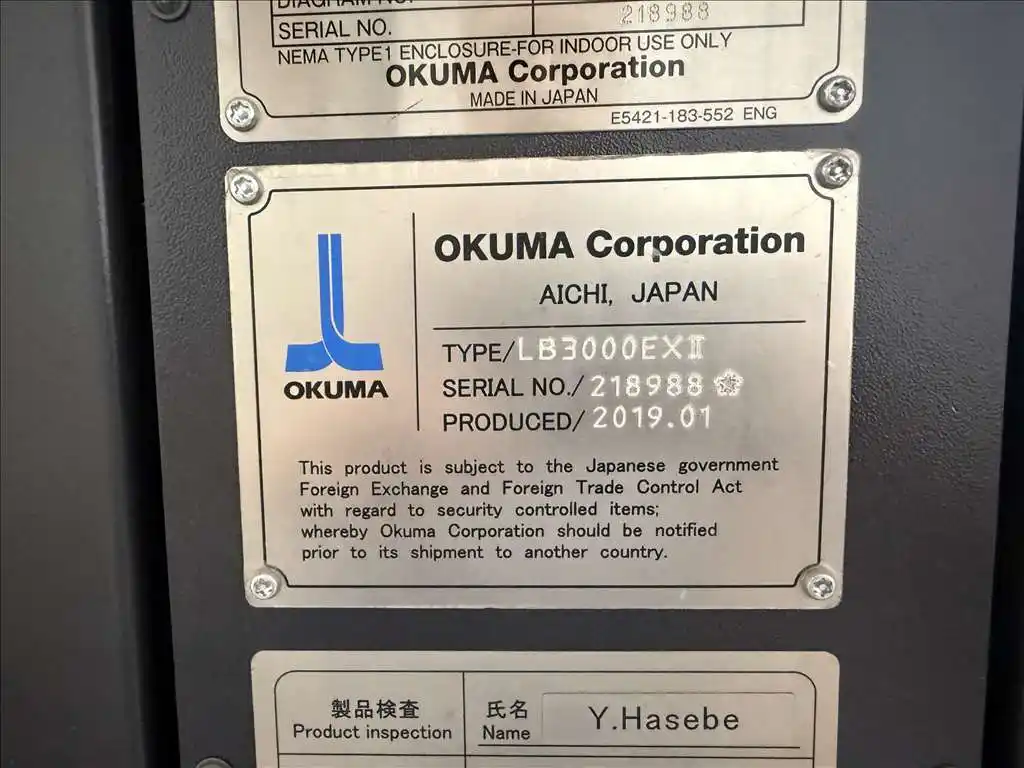 DIAGRAM NO.
SERIAL NO. 218988
NEMA TYPE1 ENCLOSURE-FOR INDOOR USE ONLY
OKUMA Corporation
MADE IN JAPAN
E5421-183-552 ENG
OKUMA
OKUMA Corporation
AICHI, JAPAN
TYPE/LB3000EXⅡ
SERIAL NO./218988
PRODUCED/2019.01
This product is subject to the Japanese government
Foreign Exchange and Foreign Trade Control Act
with regard to security controlled items;
whereby Okuma Corporation should be notified
prior to its shipment to another country.
製品検査
Product inspection
氏名
Name
Y.Hasebe